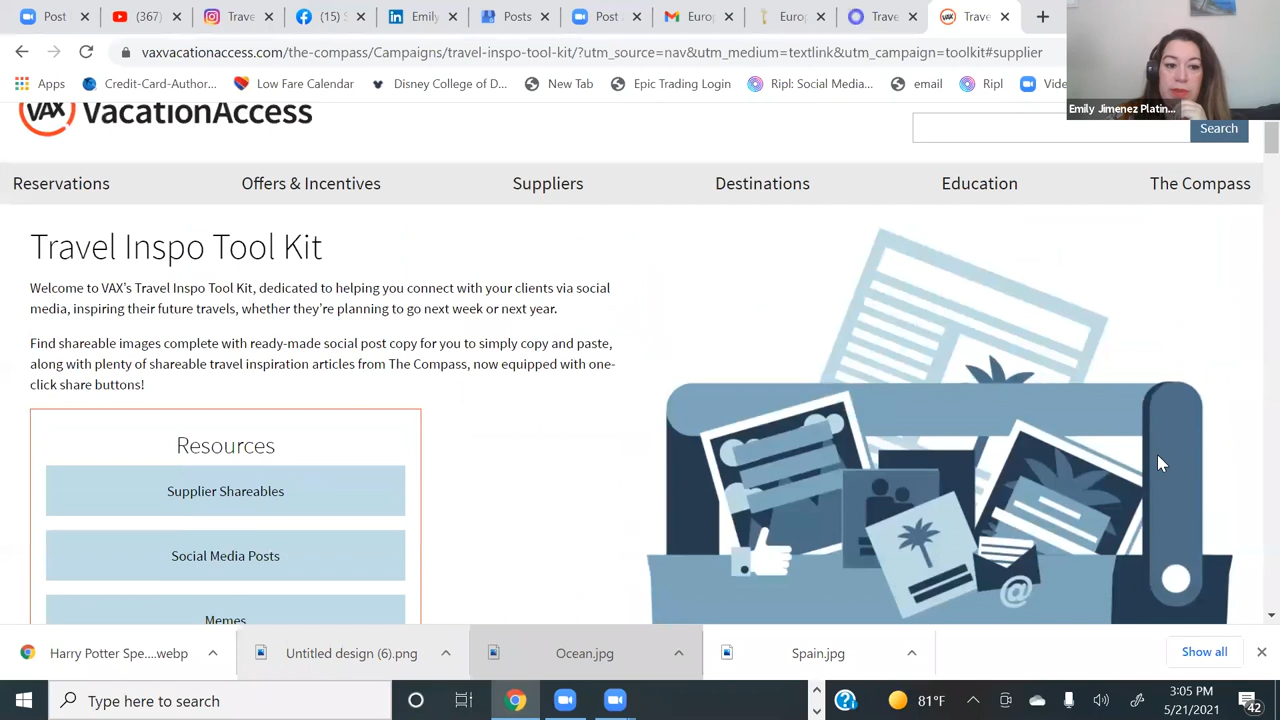 Post
(367)
Trave
(15) S
Emily
Posts
Post
Europ
Europ
Trave
Trave
vaxvacationaccess.com/the-compass/Campaigns/travel-inspo-tool-kit/?utm_source=nav&utm_medium=textlink&utm_campaign=toolkit#supplier
Apps
Credit-Card-Author...
Low Fare Calendar
Disney College Of D...
New Tab
Epic Trading Login
Ripl: Social Media...
email
Ripl
Vide
Emily Jimenez Platin...
VAX VacationAccess
Search
Reservations
Offers & Incentives
Suppliers
Destinations
Education
The Compass
Travel Inspo Tool Kit
Welcome to VAX's Travel Inspo Tool Kit, dedicated to helping you connect with your clients via social
media, inspiring their future travels, whether they're planning to go next week or next year.
Find shareable images complete with ready-made social post copy for you to simply copy and paste,
along with plenty of shareable travel inspiration articles from The Compass, now equipped with one-
click share buttons!
Resources
Supplier Shareables
Social Media Posts
Memes
@
Harry Potter Spe....webp
Untitled design (6).png
Ocean.jpg
Spain.jpg
Show all
Type here to search
81°F
3:05 PM
5/21/2021
42